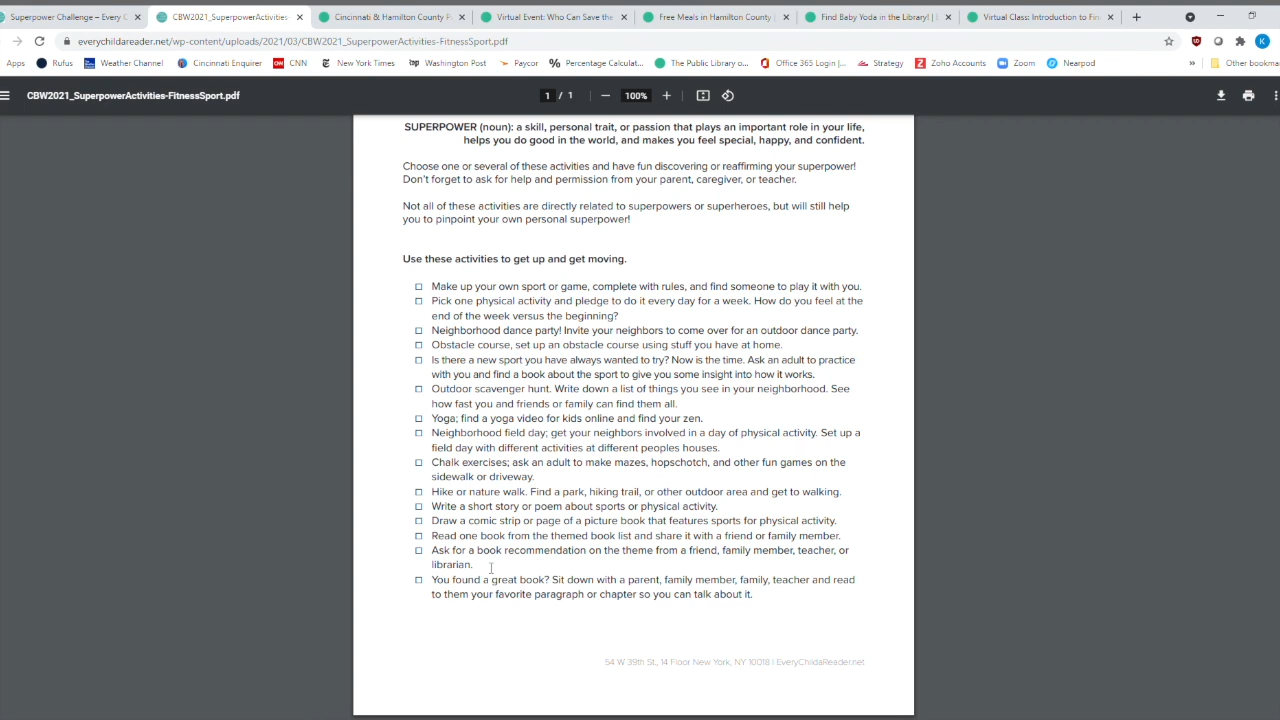 Superpower Challenge – Every C
CBW2021_SuperpowerActivities-
Cincinnati & Hamilton County P
Virtual Event: Who Can Save the
Free Meals in Hamilton County |
Find Baby Yoda in the Library! |
Virtual Class: Introduction to Fin
everychildareader.net/wp-content/uploads/2021/03/CBW2021_SuperpowerActivities-FitnessSport.pdf
K
Apps
Rufus
Weather Channel
Cincinnati Enquirer
CNN
New York Times
Washington Post
Paycor
Percentage Calculat...
The Public Library o...
Office 365 Login |...
Strategy
Zoho Accounts
Zoom
Nearpod
»
Other bookma
CBW2021_SuperpowerActivities-FitnessSport.pdf
1 / 1
100%
SUPERPOWER (noun): a skill, personal trait, or passion that plays an important role in your life,
helps you do good in the world, and makes you feel special, happy, and confident.
Choose one or several of these activities and have fun discovering or reaffirming your superpower!
Don't forget to ask for help and permission from your parent, caregiver, or teacher.
Not all of these activities are directly related to superpowers or superheroes, but will still help
you to pinpoint your own personal superpower!
Use these activities to get up and get moving.
Make up your own sport or game, complete with rules, and find someone to play it with you.
Pick one physical activity and pledge to do it every day for a week. How do you feel at the
end of the week versus the beginning?
Neighborhood dance party! Invite your neighbors to come over for an outdoor dance party.
Obstacle course, set up an obstacle course using stuff you have at home.
Is there a new sport you have always wanted to try? Now is the time. Ask an adult to practice
with you and find a book about the sport to give you some insight into how it works.
Outdoor scavenger hunt. Write down a list of things you see in your neighborhood. See
how fast you and friends or family can find them all.
Yoga; find a yoga video for kids online and find your zen.
Neighborhood field day; get your neighbors involved in a day of physical activity. Set up a
field day with different activities at different peoples houses.
Chalk exercises; ask an adult to make mazes, hopschotch, and other fun games on the
sidewalk or driveway.
Hike or nature walk. Find a park, hiking trail, or other outdoor area and get to walking.
Write a short story or poem about sports or physical activity.
Draw a comic strip or page of a picture book that features sports for physical activity.
Read one book from the themed book list and share it with a friend or family member.
Ask for a book recommendation on the theme from a friend, family member, teacher, or
librarian.
You found a great book? Sit down with a parent, family member, family, teacher and read
to them your favorite paragraph or chapter so you can talk about it.
54 W 39th St., 14 Floor New York, NY 10018 | EveryChildaReader.net